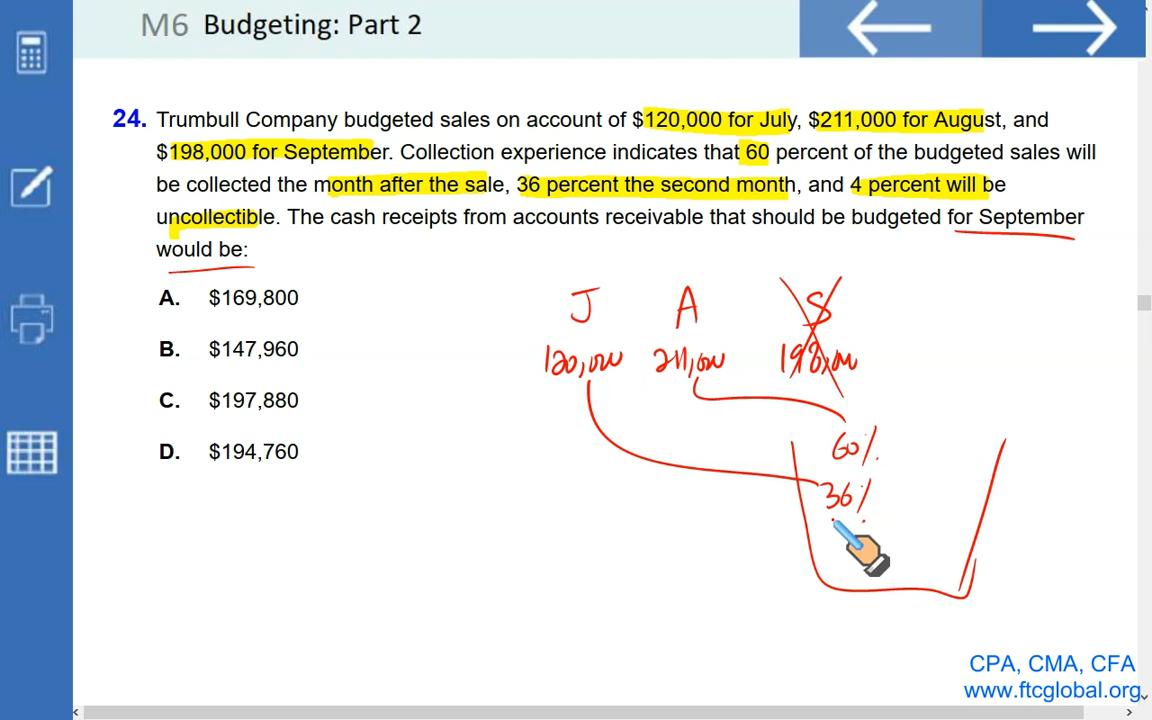 M6 Budgeting: Part 2
24. Trumbull Company budgeted sales on account of $120,000 for July, $211,000 for August, and
$198,000 for September. Collection experience indicates that 60 percent of the budgeted sales will
be collected the month after the sale, 36 percent the second month, and 4 percent will be
uncollectible. The cash receipts from accounts receivable that should be budgeted for September
would be:
A. $169,800
B. $147,960
C. $197,880
D. $194,760
J A S
120,000 211,000 198,000
60%
36%
CPA, CMA, CFA
www.ftcglobal.org